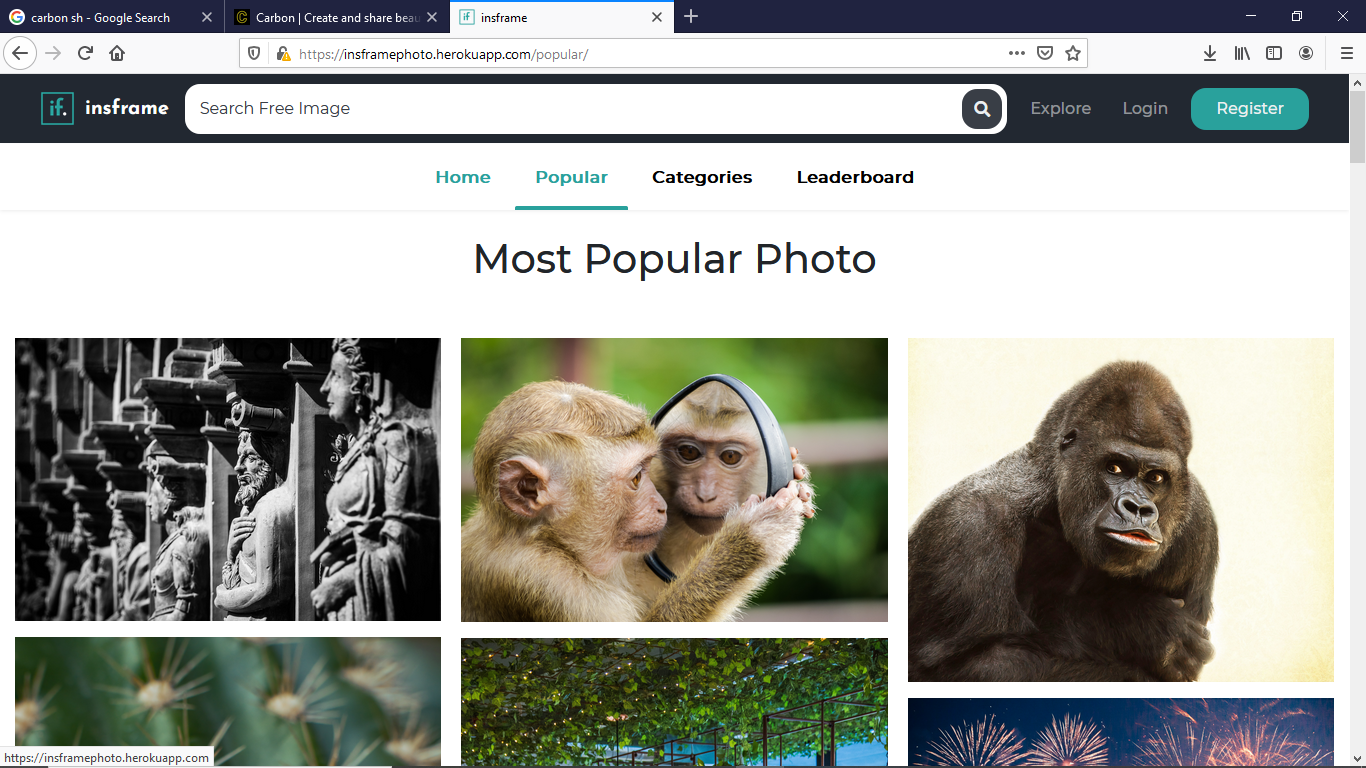 carbon sh - Google Search
Carbon | Create and share beau
insframe
https://insframephoto.herokuapp.com/popular/
if. insframe
Search Free Image
Explore
Login
Register
Home
Popular
Categories
Leaderboard
Most Popular Photo
https://insframephoto.herokuapp.com